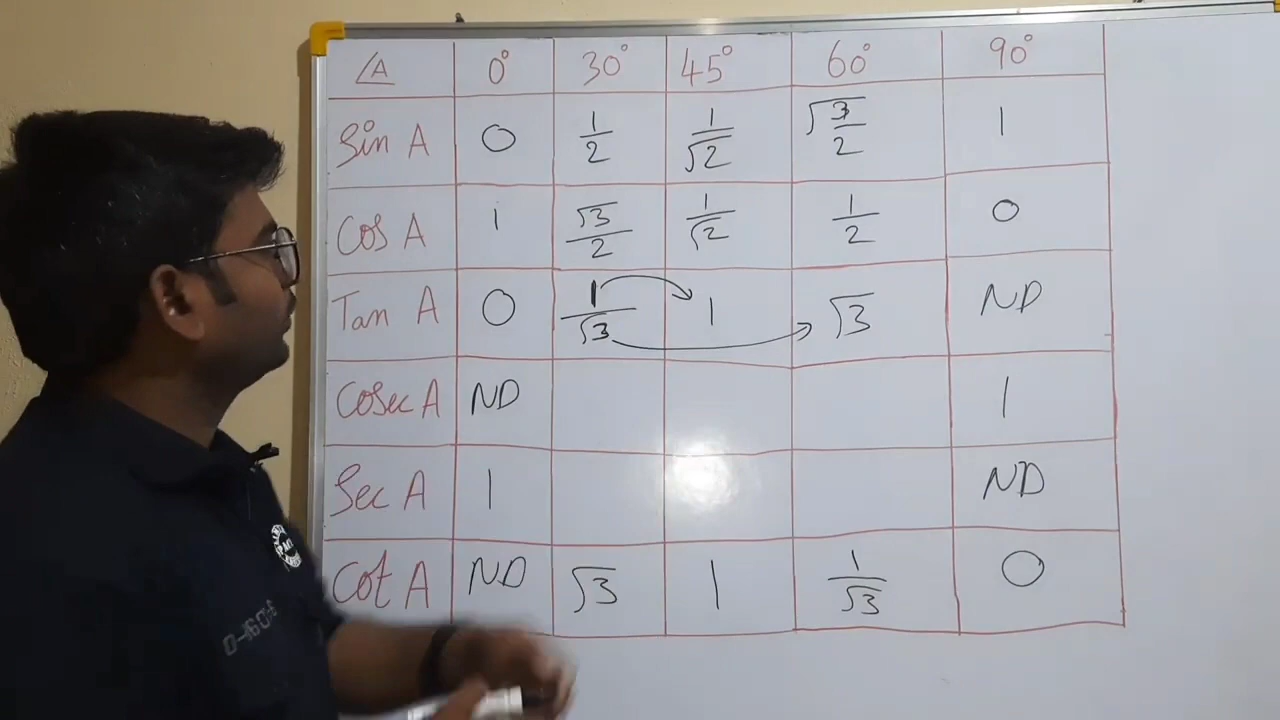 ∠A 0° 30° 45° 60° 90°
Sin A 0 1/2 1/√2 √3/2 1
Cos A 1 √3/2 1/√2 1/2 0
Tan A 0 1/√3 1 √3 ND
Cosec A ND 1
Sec A 1 ND
Cot A ND √3 1 1/√3 0